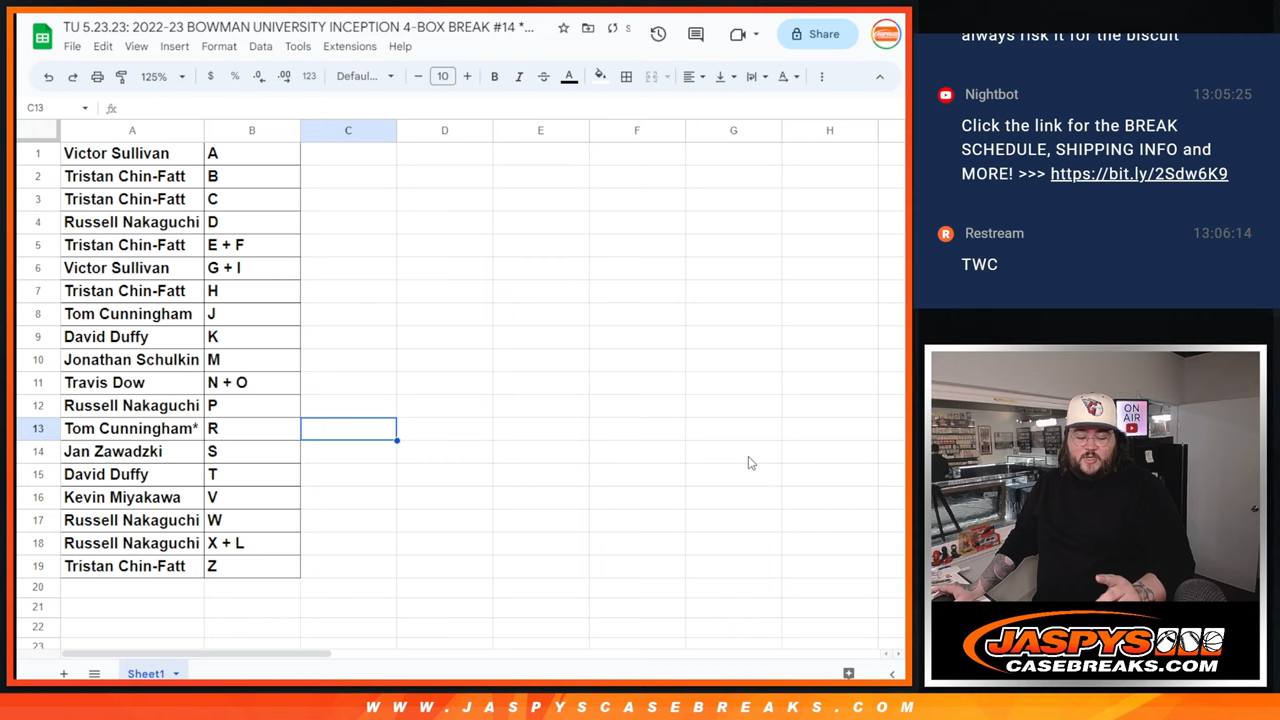 TU 5.23.23: 2022-23 BOWMAN UNIVERSITY INCEPTION 4-BOX BREAK #14 *...
File Edit View Insert Format Data Tools Extensions Help
Share
125% $ % .0 .00 123 Defaul... 10 B I A
C13 fx
A B C D E F G H
1 Victor Sullivan A
2 Tristan Chin-Fatt B
3 Tristan Chin-Fatt C
4 Russell Nakaguchi D
5 Tristan Chin-Fatt E + F
6 Victor Sullivan G + I
7 Tristan Chin-Fatt H
8 Tom Cunningham J
9 David Duffy K
10 Jonathan Schulkin M
11 Travis Dow N + O
12 Russell Nakaguchi P
13 Tom Cunningham* R
14 Jan Zawadzki S
15 David Duffy T
16 Kevin Miyakawa V
17 Russell Nakaguchi W
18 Russell Nakaguchi X + L
19 Tristan Chin-Fatt Z
20
21
22
23
Sheet1
always risk it for the biscuit
Nightbot 13:05:25
Click the link for the BREAK
SCHEDULE, SHIPPING INFO and
MORE! >>> https://bit.ly/2Sdw6K9
Restream 13:06:14
TWC
ON
AIR
JASPYS
CASEBREAKS.COM
WWW.JASPYSCASEBREAKS.COM